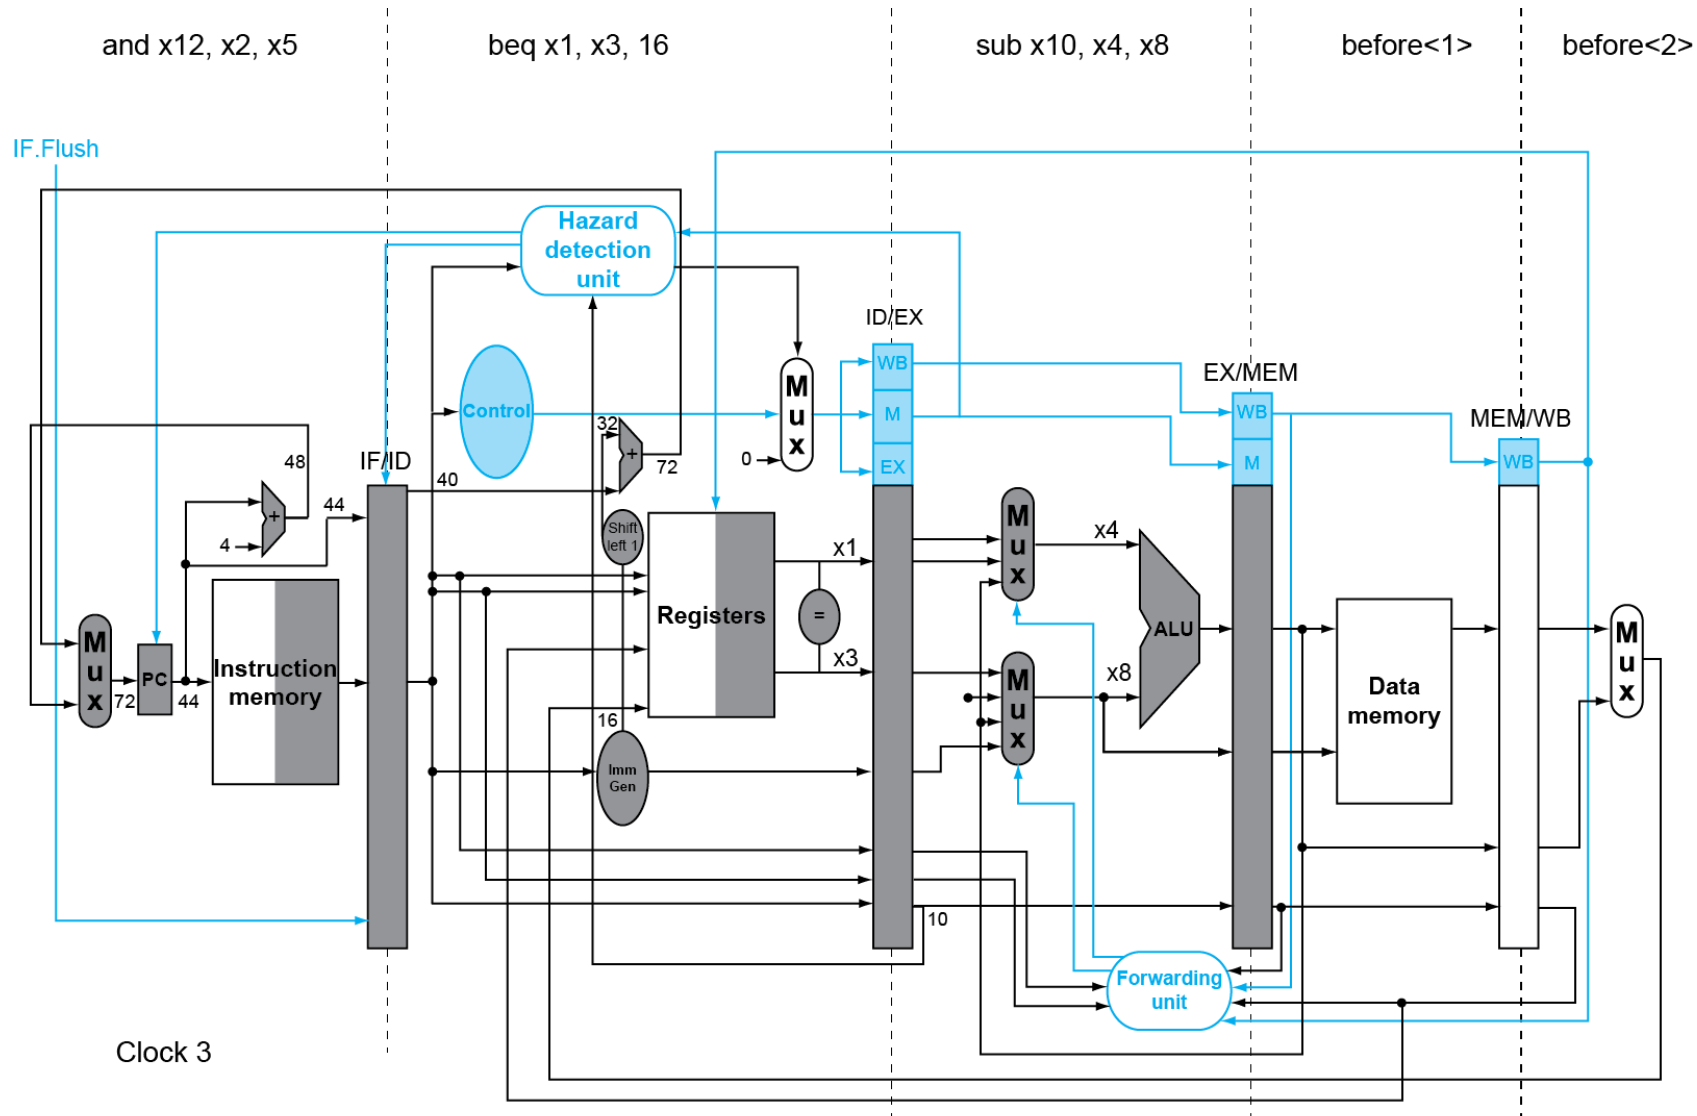 and x12, x2, x5
beq x1, x3, 16
sub x10, x4, x8
before<1>
before<2>
IF.Flush
Hazard
detection
unit
ID/EX
WB
M
EX
EX/MEM
WB
M
MEM/WB
WB
Control
M
u
x
0
32
+
72
48
IF/ID
40
44
+
4
Shift
left 1
M
u
x
72
PC
44
Instruction
memory
Registers
x1
=
x3
16
Imm
Gen
M
u
x
x4
M
u
x
x8
ALU
Data
memory
M
u
x
10
Forwarding
unit
Clock 3